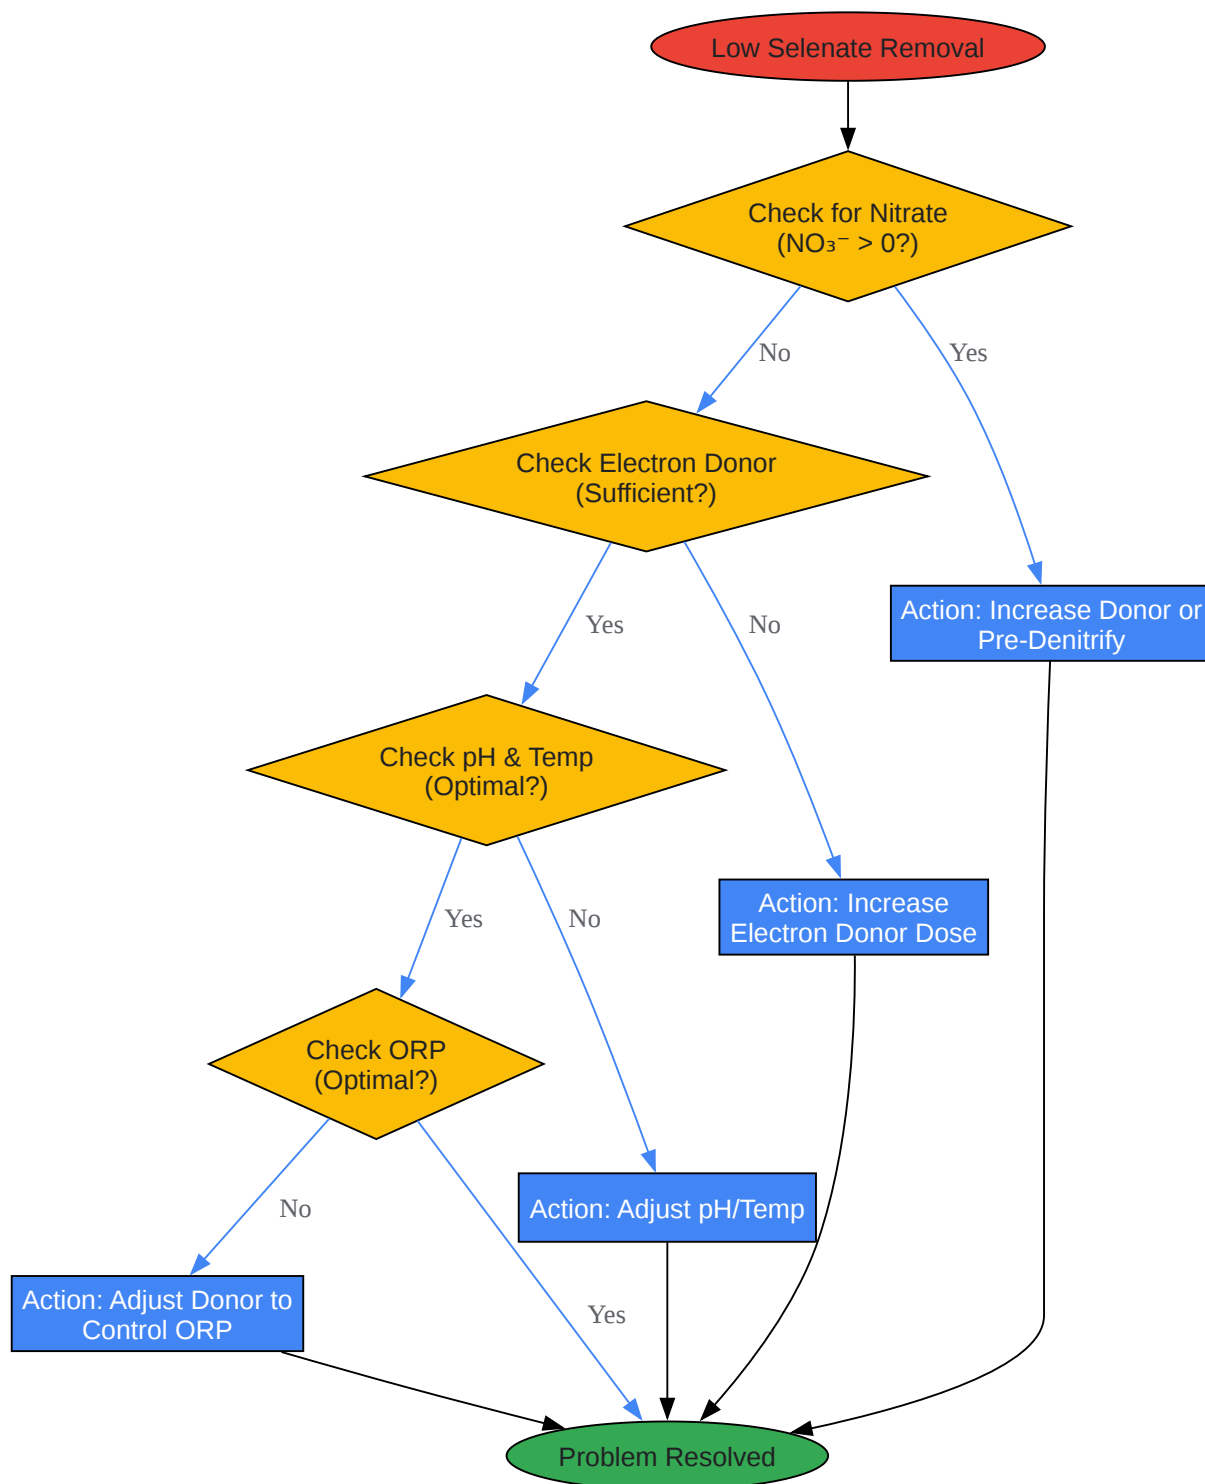 Low Selenate Removal
Check for Nitrate
(NO₃⁻ > 0?)
No
Yes
Check Electron Donor
(Sufficient?)
Yes
No
Action: Increase Donor or
Pre-Denitrify
Check pH & Temp
(Optimal?)
Yes
No
Action: Increase
Electron Donor Dose
Check ORP
(Optimal?)
No
Yes
Action: Adjust pH/Temp
Action: Adjust Donor to
Control ORP
Problem Resolved